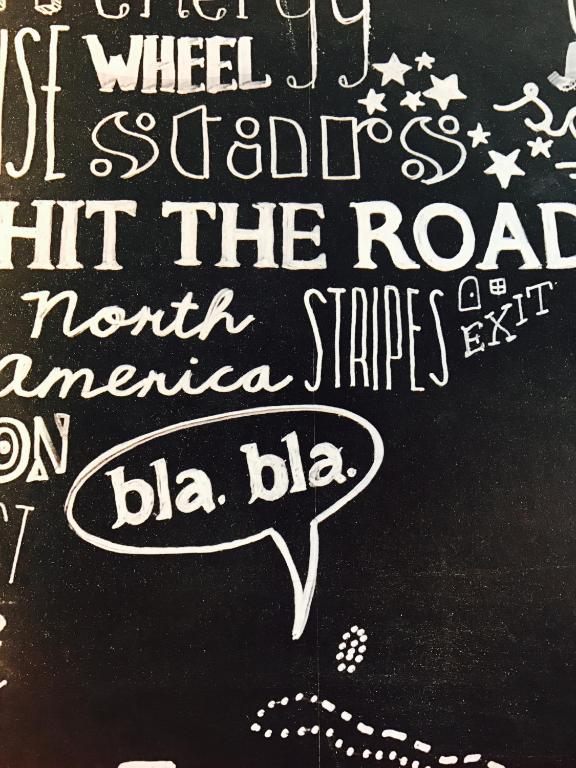 energy
WHEEL
stars
HIT THE ROAD
North
america
STRIPES
EXIT
bla. bla.